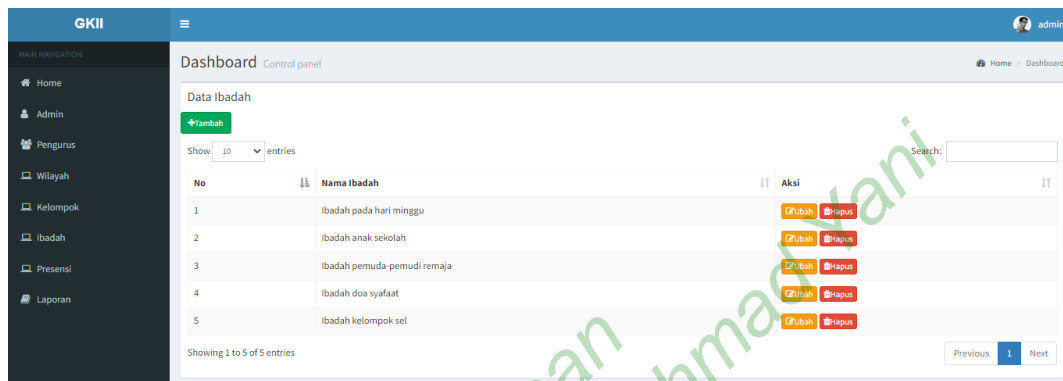 GKII
admin
MAIN NAVIGATION
Home
Admin
Pengurus
Wilayah
Kelompok
Ibadah
Presensi
Laporan
Dashboard Control panel
Home > Dashboard
Data Ibadah
+Tambah
Show 10 entries
Search:
No Nama Ibadah Aksi
1 Ibadah pada hari minggu Ubah Hapus
2 Ibadah anak sekolah Ubah Hapus
3 Ibadah pemuda-pemudi remaja Ubah Hapus
4 Ibadah doa syafaat Ubah Hapus
5 Ibadah kelompok sel Ubah Hapus
Showing 1 to 5 of 5 entries
Previous 1 Next
Yani